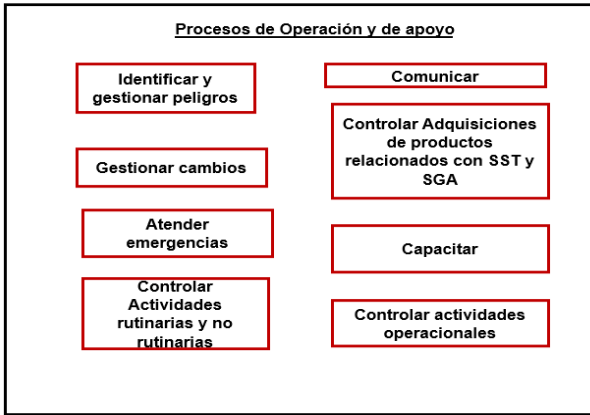 Procesos de Operación y de apoyo
Identificar y
gestionar peligros
Gestionar cambios
Atender
emergencias
Controlar
Actividades
rutinarias y no
rutinarias
Comunicar
Controlar Adquisiciones
de productos
relacionados con SST y
SGA
Capacitar
Controlar actividades
operacionales